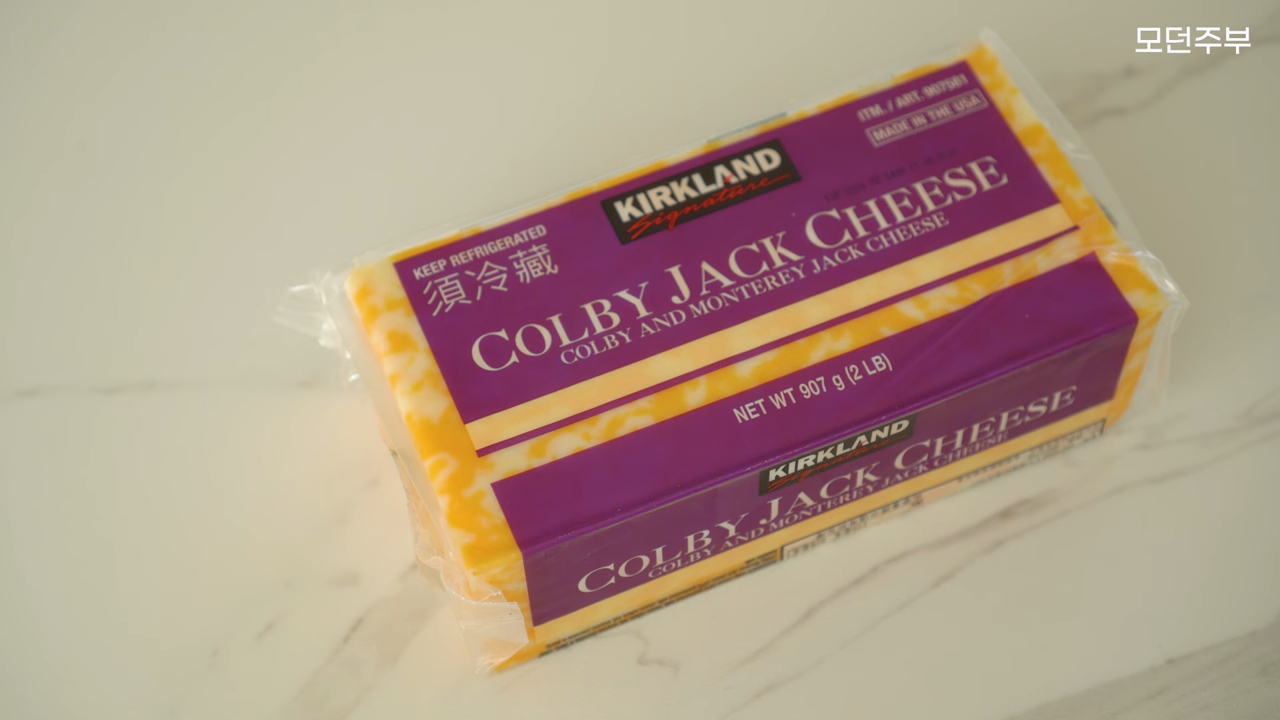 모던주부
ITM. / ART. 907081
MADE IN THE USA
KIRKLAND
Signature
KEEP REFRIGERATED
須冷藏
COLBY JACK CHEESE
COLBY AND MONTEREY JACK CHEESE
NET WT 907 g (2 LB)
KIRKLAND
Signature
COLBY JACK CHEESE
COLBY AND MONTEREY JACK CHEESE